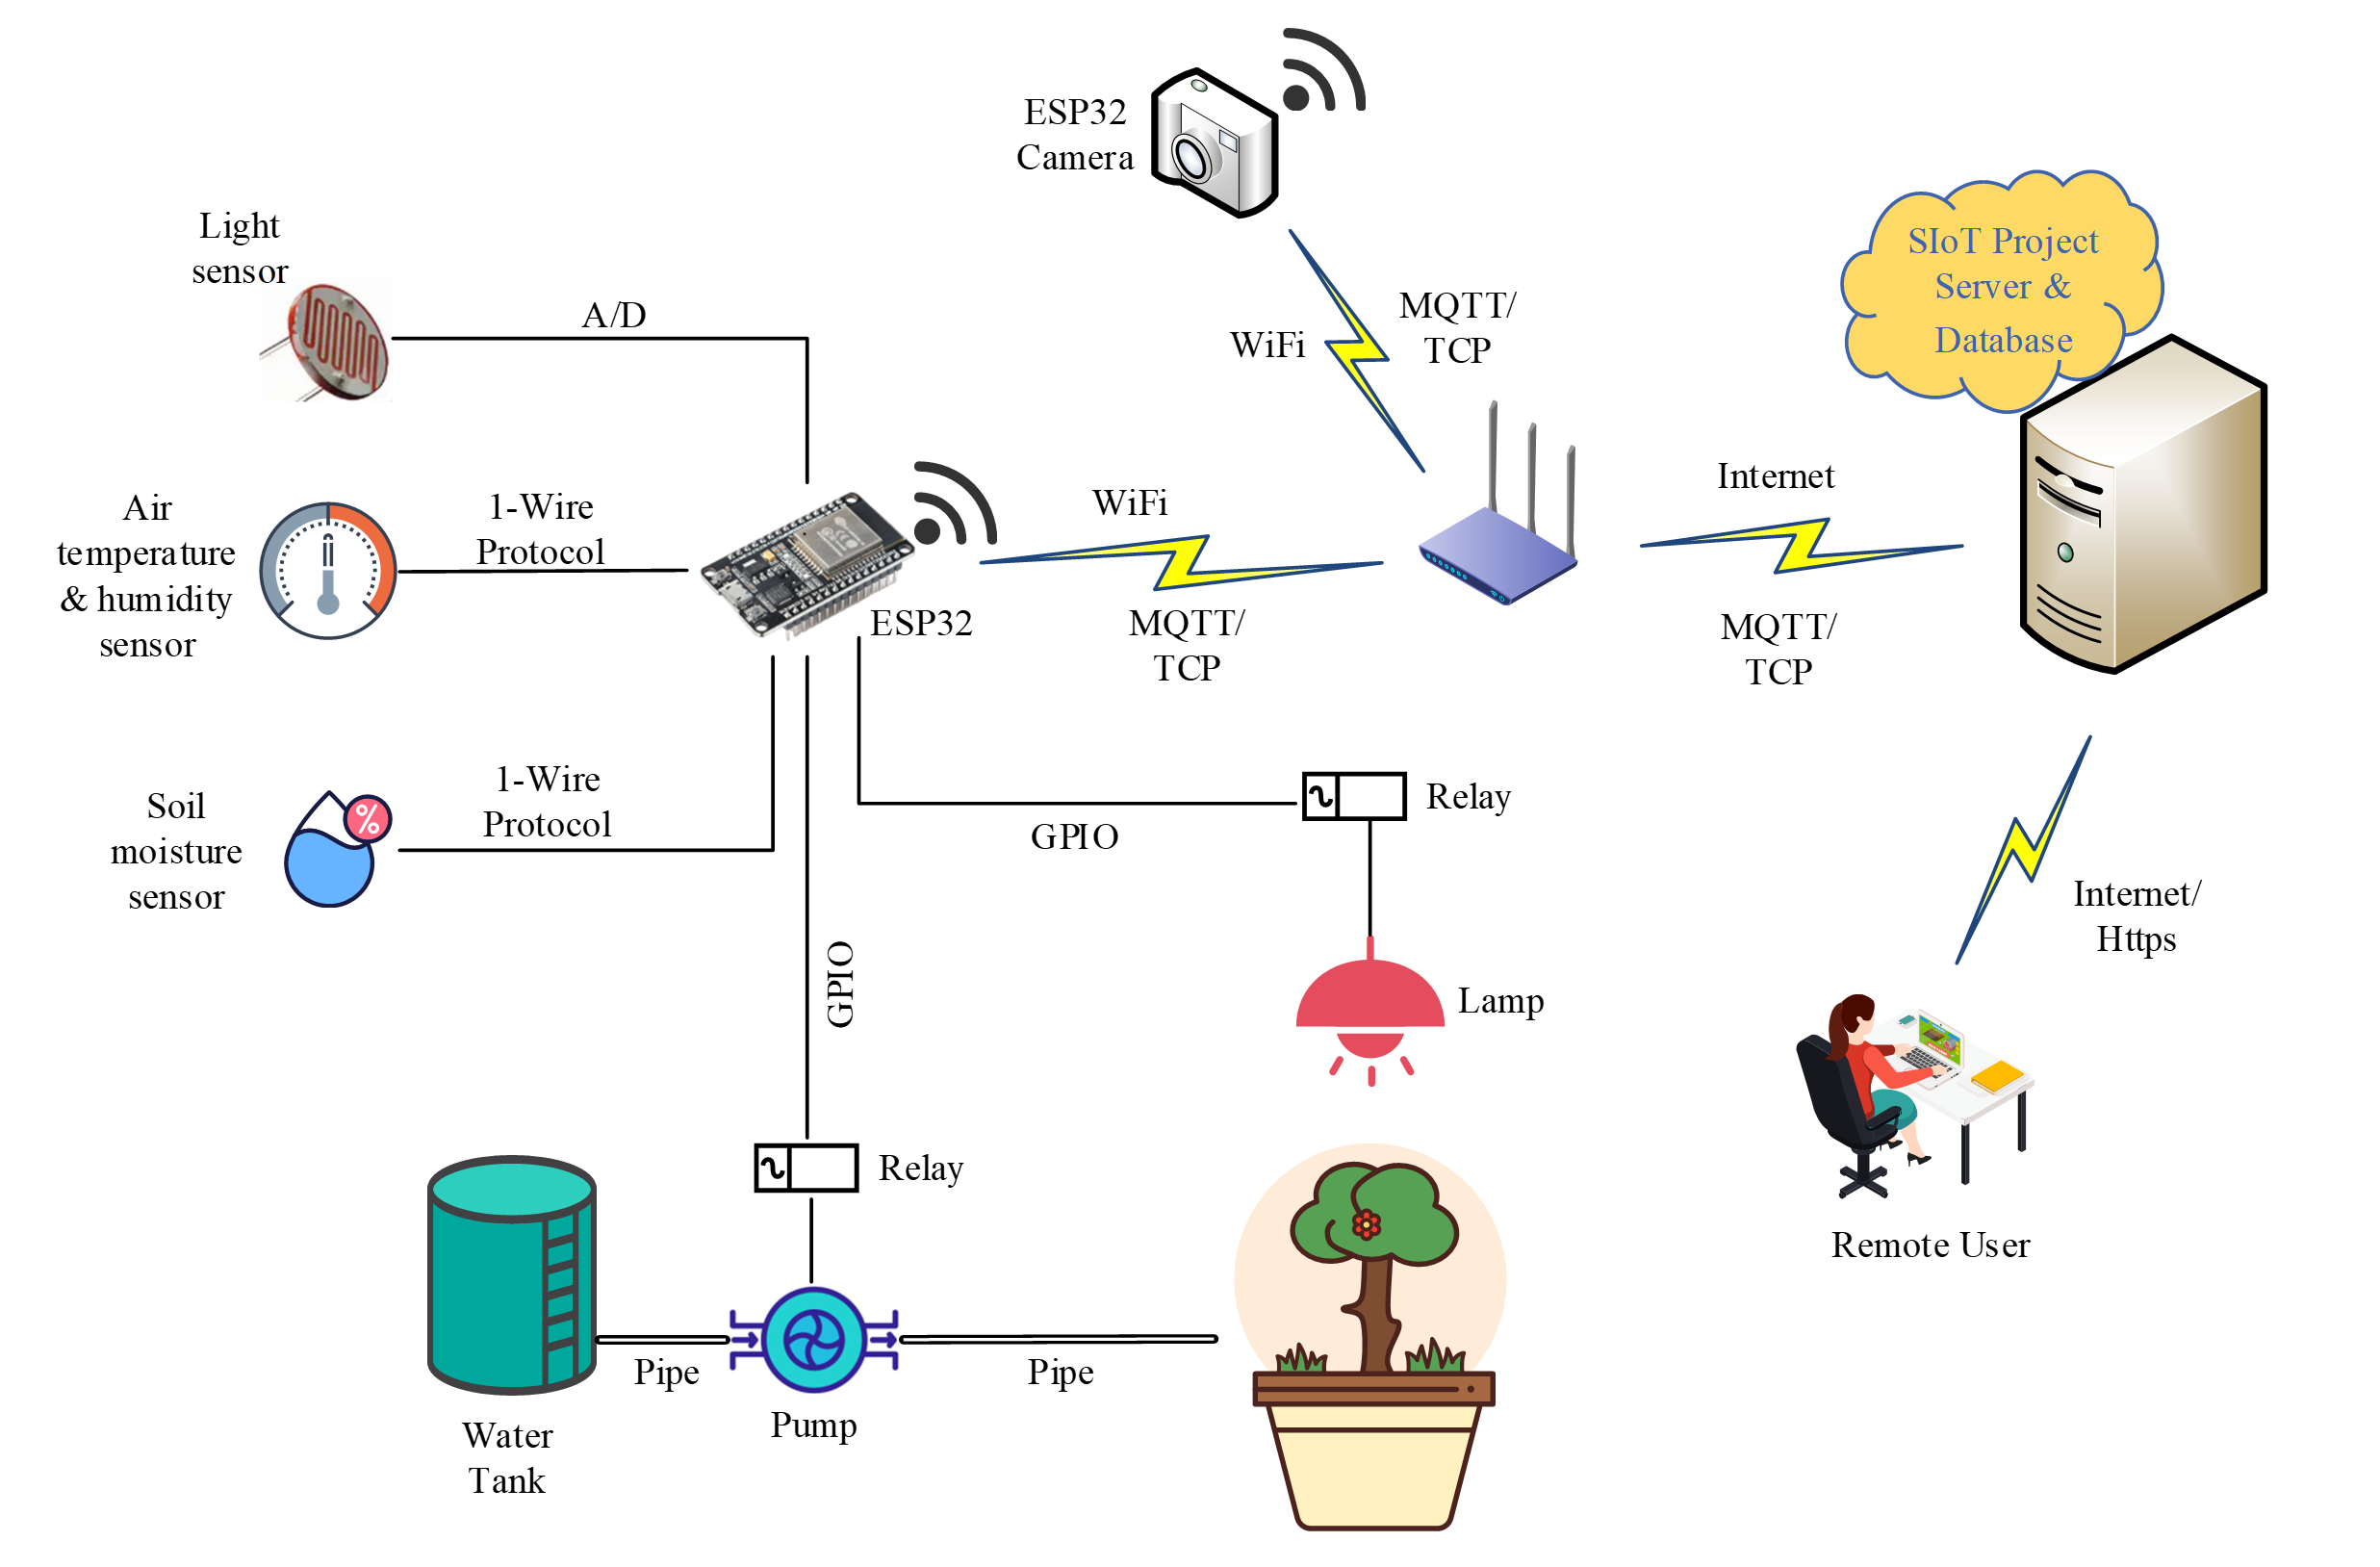 ESP32
Camera
Light
sensor
A/D
WiFi
MQTT/
TCP
SIoT Project
Server &
Database
Air
temperature
& humidity
sensor
1-Wire
Protocol
ESP32
WiFi
MQTT/
TCP
Internet
MQTT/
TCP
Soil
moisture
sensor
1-Wire
Protocol
GPIO
Relay
Internet/
Https
GPIO
Lamp
Relay
Remote User
Water
Tank
Pipe
Pump
Pipe
%